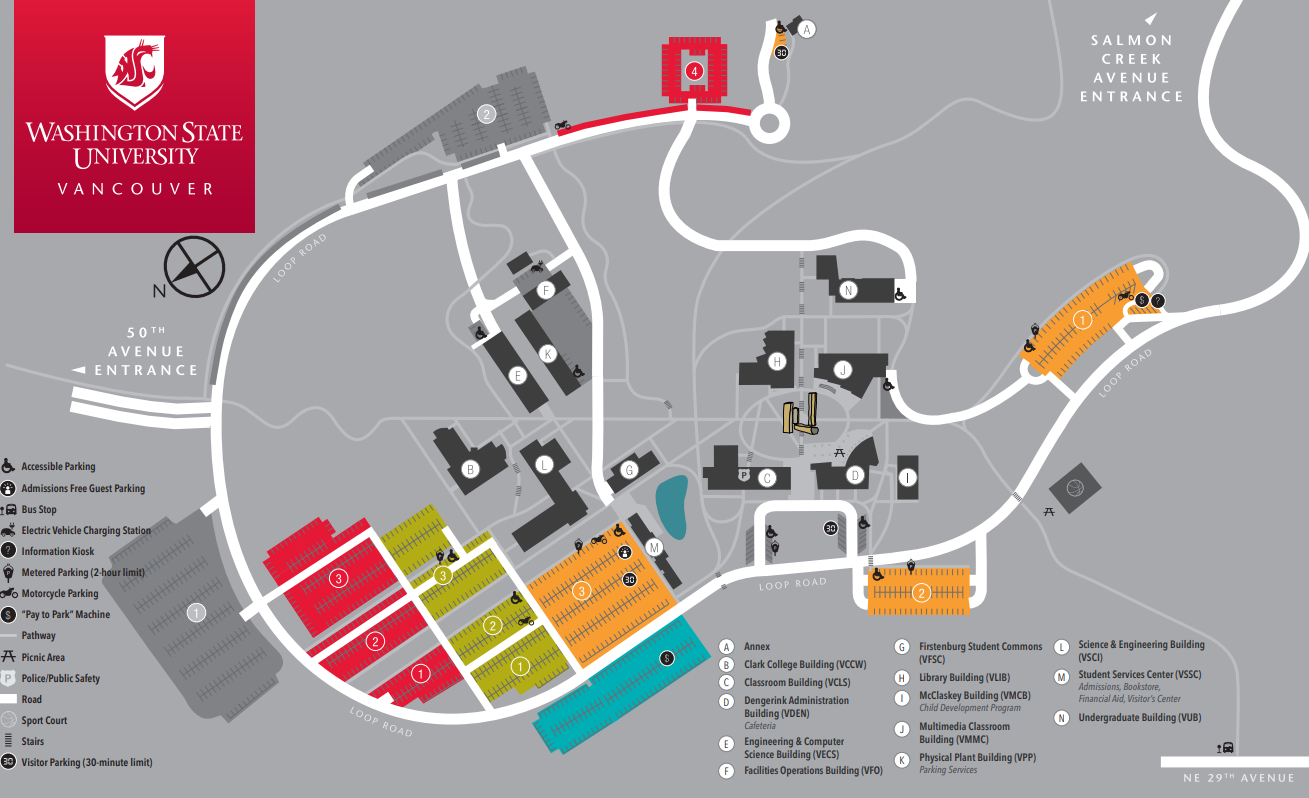 WASHINGTON STATE
UNIVERSITY
VANCOUVER
SALMON
CREEK
AVENUE
ENTRANCE
A
30
4
2
LOOP ROAD
N
50TH
AVENUE
ENTRANCE
F
K
E
N
H
J
1
$
?
LOOP ROAD
B
L
G
P
C
D
I
30
M
LOOP ROAD
2
1
3
2
1
3
2
1
3
30
$
LOOP ROAD
Accessible Parking
Admissions Free Guest Parking
Bus Stop
Electric Vehicle Charging Station
? Information Kiosk
Metered Parking (2-hour limit)
Motorcycle Parking
$ "Pay to Park" Machine
Pathway
Picnic Area
P Police/Public Safety
Road
Sport Court
Stairs
30 Visitor Parking (30-minute limit)
A Annex
B Clark College Building (VCCW)
C Classroom Building (VCLS)
D Dengerink Administration
Building (VDEN)
Cafeteria
E Engineering & Computer
Science Building (VECS)
F Facilities Operations Building (VFO)
G Firstenburg Student Commons
(VFSC)
H Library Building (VLIB)
I McClaskey Building (VMCB)
Child Development Program
J Multimedia Classroom
Building (VMMC)
K Physical Plant Building (VPP)
Parking Services
L Science & Engineering Building
(VSCI)
M Student Services Center (VSSC)
Admissions, Bookstore,
Financial Aid, Visitor's Center
N Undergraduate Building (VUB)
NE 29TH AVENUE